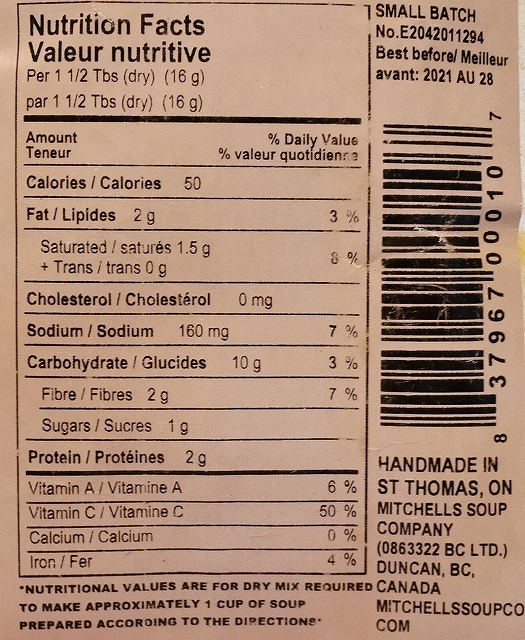 Nutrition Facts
Valeur nutritive
Per 1 1/2 Tbs (dry) (16 g)
par 1 1/2 Tbs (dry) (16 g)
Amount % Daily Value
Teneur % valeur quotidienne
Calories / Calories 50
Fat / Lipides 2 g 3 %
Saturated / saturés 1.5 g
+ Trans / trans 0 g 8 %
Cholesterol / Cholestérol 0 mg
Sodium / Sodium 160 mg 7 %
Carbohydrate / Glucides 10 g 3 %
Fibre / Fibres 2 g 7 %
Sugars / Sucres 1 g
Protein / Protéines 2 g
Vitamin A / Vitamine A 6 %
Vitamin C / Vitamine C 50 %
Calcium / Calcium 0 %
Iron / Fer 4 %
*NUTRITIONAL VALUES ARE FOR DRY MIX REQUIRED
TO MAKE APPROXIMATELY 1 CUP OF SOUP
PREPARED ACCORDING TO THE DIRECTIONS*
SMALL BATCH
No.E2042011294
Best before/ Meilleur
avant: 2021 AU 28
8 37967 00010 7
HANDMADE IN
ST THOMAS, ON
MITCHELLS SOUP
COMPANY
(0863322 BC LTD.)
DUNCAN, BC,
CANADA
MITCHELLSSOUPCO
COM